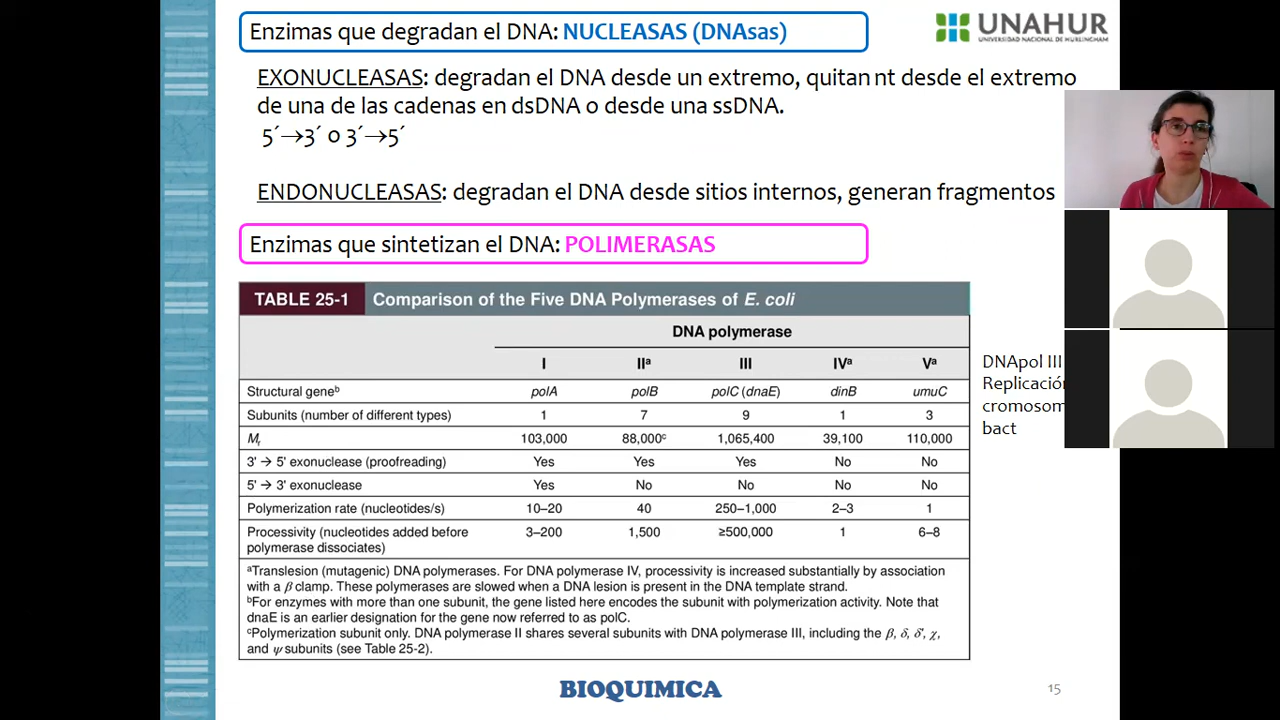 Enzimas que degradan el DNA: NUCLEASAS (DNAsas)
UNAHUR
UNIVERSIDAD NACIONAL DE HURLINGHAM
EXONUCLEASAS: degradan el DNA desde un extremo, quitan nt desde el extremo
de una de las cadenas en dsDNA o desde una ssDNA.
5´→3´ o 3´→5´
ENDONUCLEASAS: degradan el DNA desde sitios internos, generan fragmentos
Enzimas que sintetizan el DNA: POLIMERASAS
TABLE 25-1 Comparison of the Five DNA Polymerases of E. coli
DNA polymerase
I IIᵃ III IVᵃ Vᵃ
Structural geneᵇ polA polB polC (dnaE) dinB umuC
Subunits (number of different types) 1 7 9 1 3
Mr 103,000 88,000ᶜ 1,065,400 39,100 110,000
3' → 5' exonuclease (proofreading) Yes Yes Yes No No
5' → 3' exonuclease Yes No No No No
Polymerization rate (nucleotides/s) 10–20 40 250–1,000 2–3 1
Processivity (nucleotides added before 3–200 1,500 ≥500,000 1 6–8
polymerase dissociates)
ᵃTranslesion (mutagenic) DNA polymerases. For DNA polymerase IV, processivity is increased substantially by association
with a β clamp. These polymerases are slowed when a DNA lesion is present in the DNA template strand.
ᵇFor enzymes with more than one subunit, the gene listed here encodes the subunit with polymerization activity. Note that
dnaE is an earlier designation for the gene now referred to as polC.
ᶜPolymerization subunit only. DNA polymerase II shares several subunits with DNA polymerase III, including the β, δ, δ', χ,
and ψ subunits (see Table 25-2).
DNApol III
Replicación
cromosom
bact
BIOQUIMICA
15